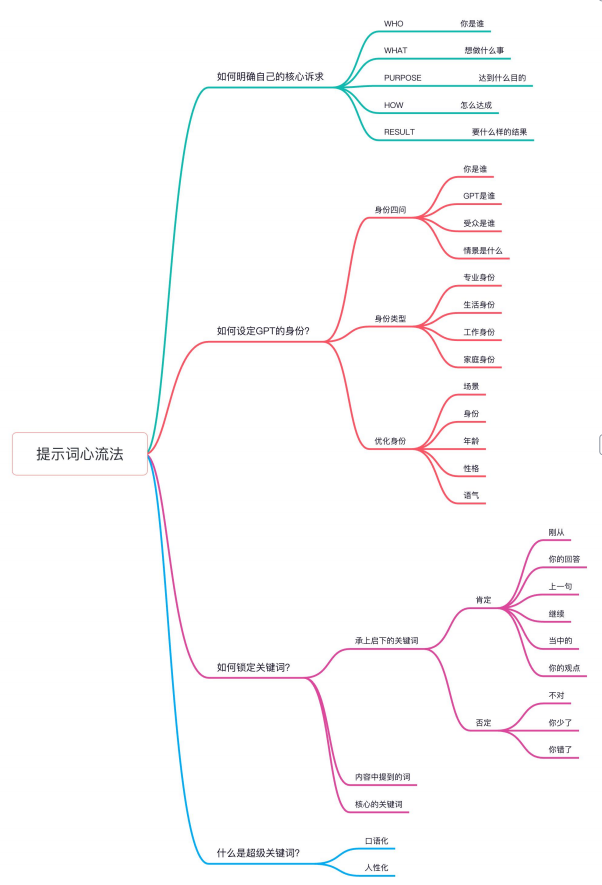 提示词心流法
如何明确自己的核心诉求
WHO 你是谁
WHAT 想做什么事
PURPOSE 达到什么目的
HOW 怎么达成
RESULT 要什么样的结果
如何设定GPT的身份?
身份四问
你是谁
GPT是谁
受众是谁
情景是什么
身份类型
专业身份
生活身份
工作身份
家庭身份
优化身份
场景
身份
年龄
性格
语气
如何锁定关键词?
承上启下的关键词
肯定
刚从
你的回答
上一句
继续
当中的
你的观点
否定
不对
你少了
你错了
内容中提到的词
核心的关键词
什么是超级关键词?
口语化
人性化